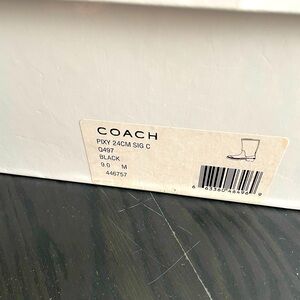 COACH
PIXY 24CM SIG C
Q497
BLACK
9.0 M
446757